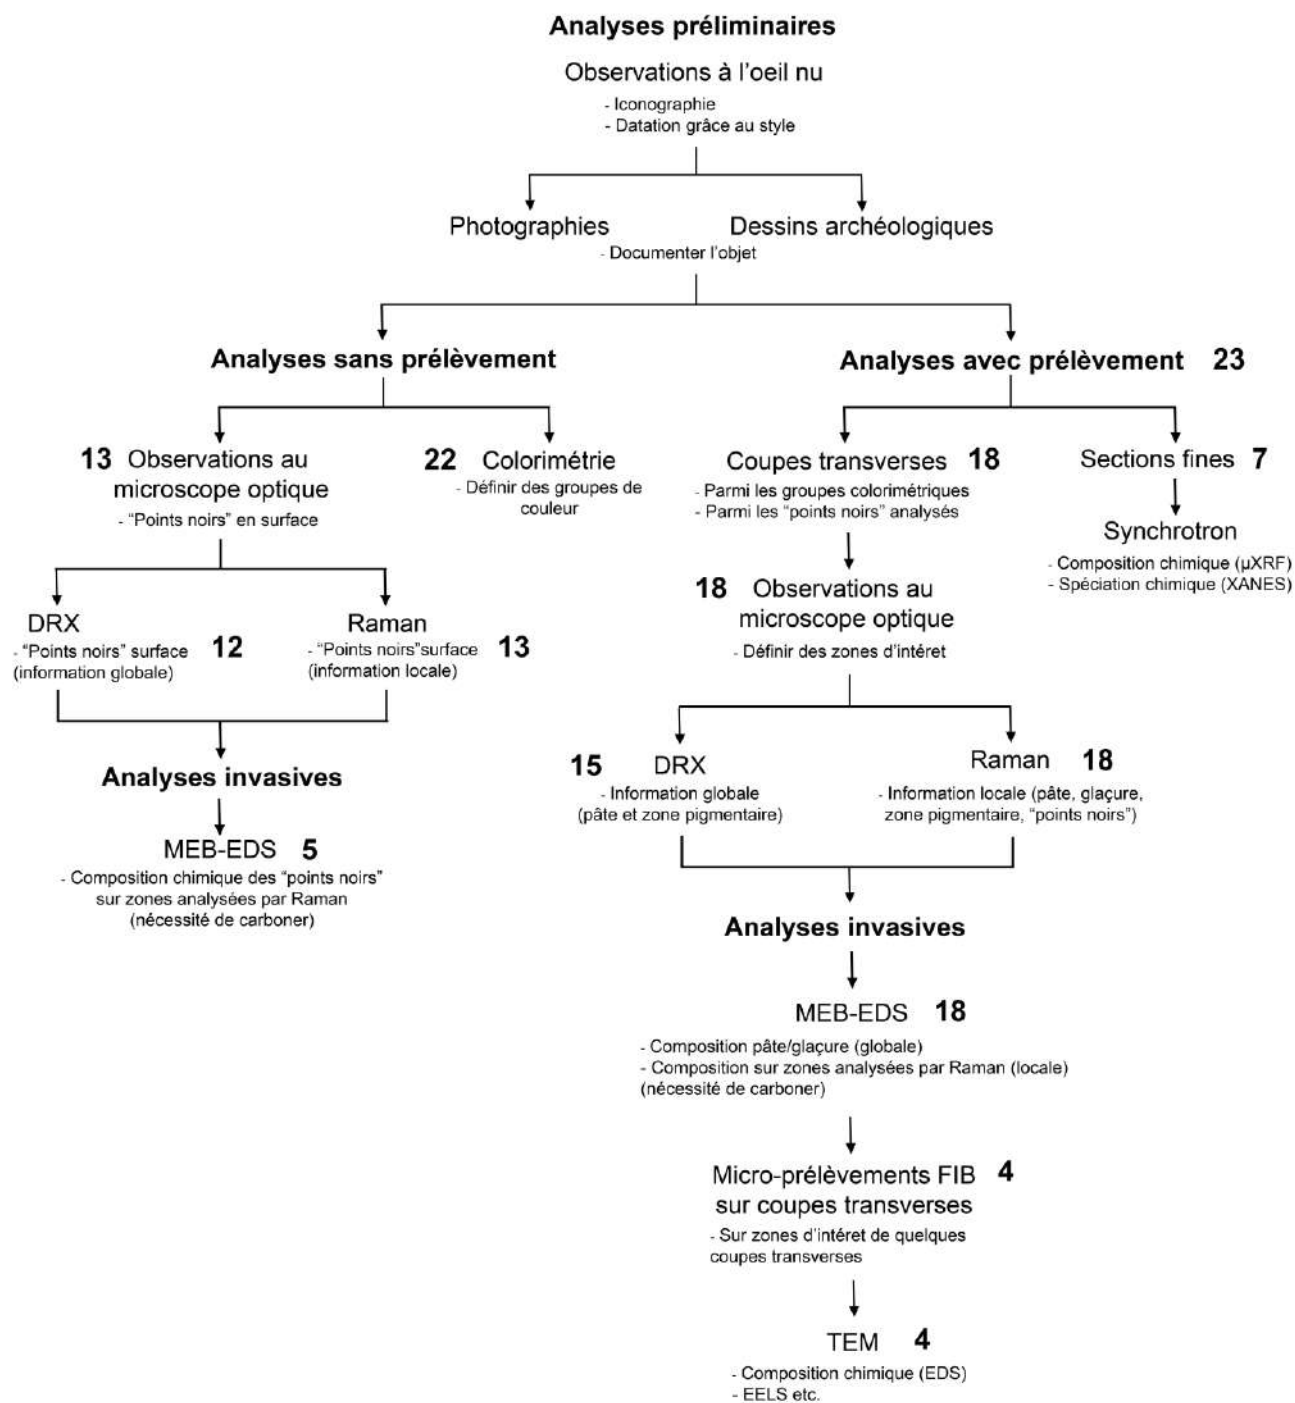 Analyses préliminaires
Observations à l'oeil nu
- Iconographie
- Datation grâce au style
Photographies
Dessins archéologiques
- Documenter l'objet
Analyses sans prélèvement
Analyses avec prélèvement 23
13 Observations au
microscope optique
- "Points noirs" en surface
22 Colorimétrie
- Définir des groupes de
couleur
Coupes transverses 18
- Parmi les groupes colorimétriques
- Parmi les "points noirs" analysés
Sections fines 7
Synchrotron
- Composition chimique (µXRF)
- Spéciation chimique (XANES)
18 Observations au
microscope optique
- Définir des zones d'intéret
DRX
- "Points noirs" surface
(information globale)
12
Raman
- "Points noirs"surface
(information locale)
13
Analyses invasives
MEB-EDS 5
- Composition chimique des "points noirs"
sur zones analysées par Raman
(nécessité de carboner)
15 DRX
- Information globale
(pâte et zone pigmentaire)
Raman 18
- Information locale (pâte, glaçure,
zone pigmentaire, "points noirs")
Analyses invasives
MEB-EDS 18
- Composition pâte/glaçure (globale)
- Composition sur zones analysées par Raman (locale)
(nécessité de carboner)
Micro-prélèvements FIB 4
sur coupes transverses
- Sur zones d'intéret de quelques
coupes transverses
TEM 4
- Composition chimique (EDS)
- EELS etc.